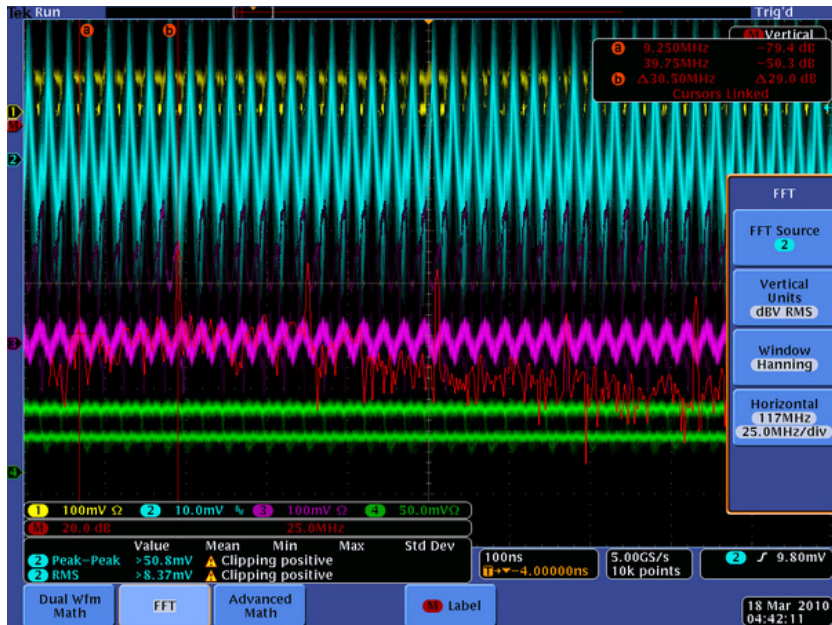 Tek Run Trig'd
M Vertical
a b
a 9.250MHz −79.4 dB
39.75MHz −50.3 dB
b Δ30.50MHz Δ29.0 dB
Cursors Linked
1
M
2
3
4
FFT
FFT Source
2
Vertical
Units
dBV RMS
Window
Hanning
Horizontal
117MHz
25.0MHz/div
1 100mV Ω 2 10.0mV 3 100mV Ω 4 50.0mVΩ
M 20.0 dB 25.0MHz
Value Mean Min Max Std Dev
2 Peak−Peak >50.8mV Clipping positive
2 RMS >8.37mV Clipping positive
100ns
T→▼−4.00000ns
5.00GS/s
10k points
2 ∫ 9.80mV
Dual Wfm
Math
FFT
Advanced
Math
M Label
18 Mar 2010
04:42:11